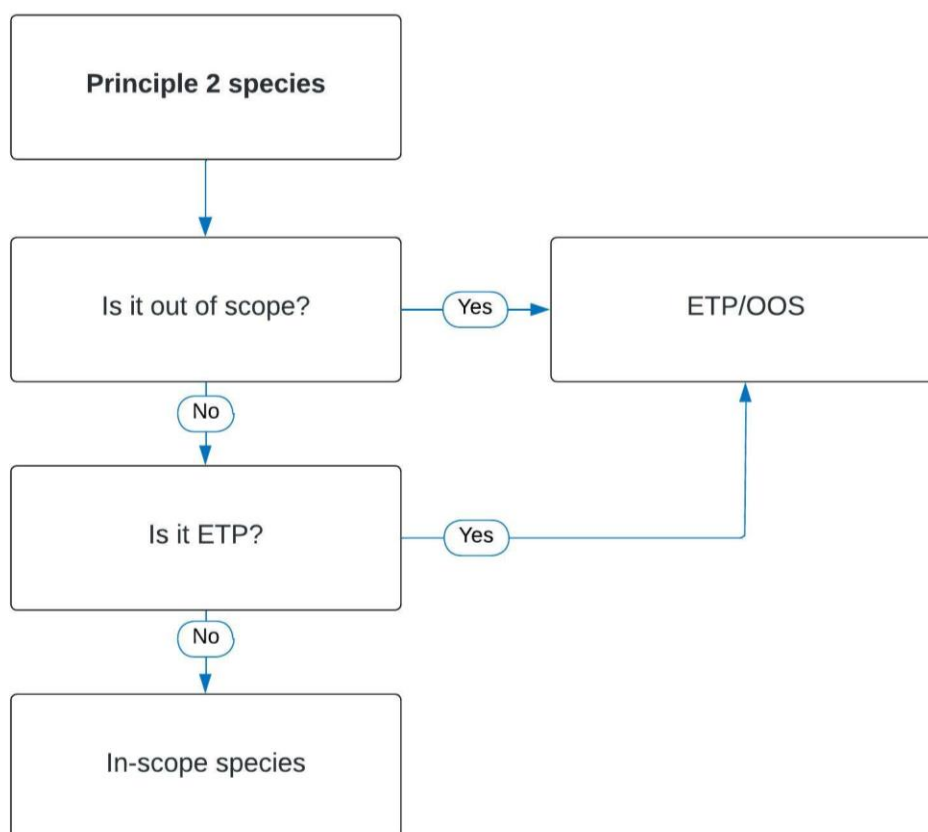 Principle 2 species
Is it out of scope?
Yes
ETP/OOS
No
Is it ETP?
Yes
No
In-scope species